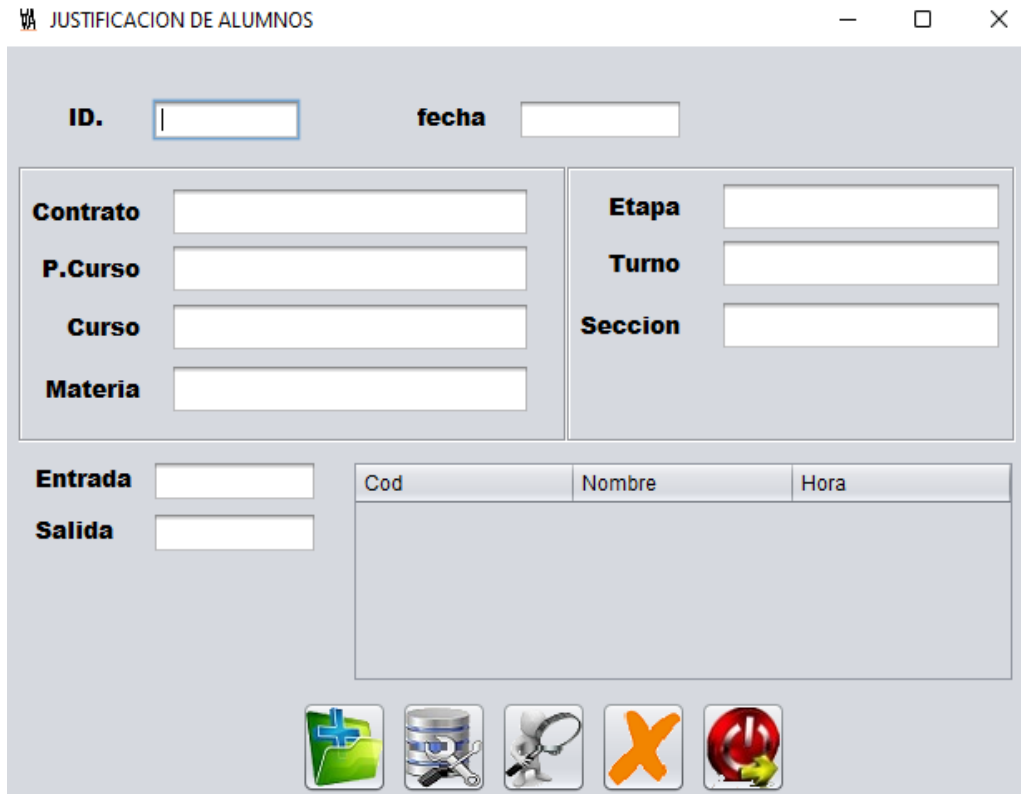 JUSTIFICACION DE ALUMNOS
ID. fecha
Contrato Etapa
P.Curso Turno
Curso Seccion
Materia
Entrada
Cod Nombre Hora
Salida